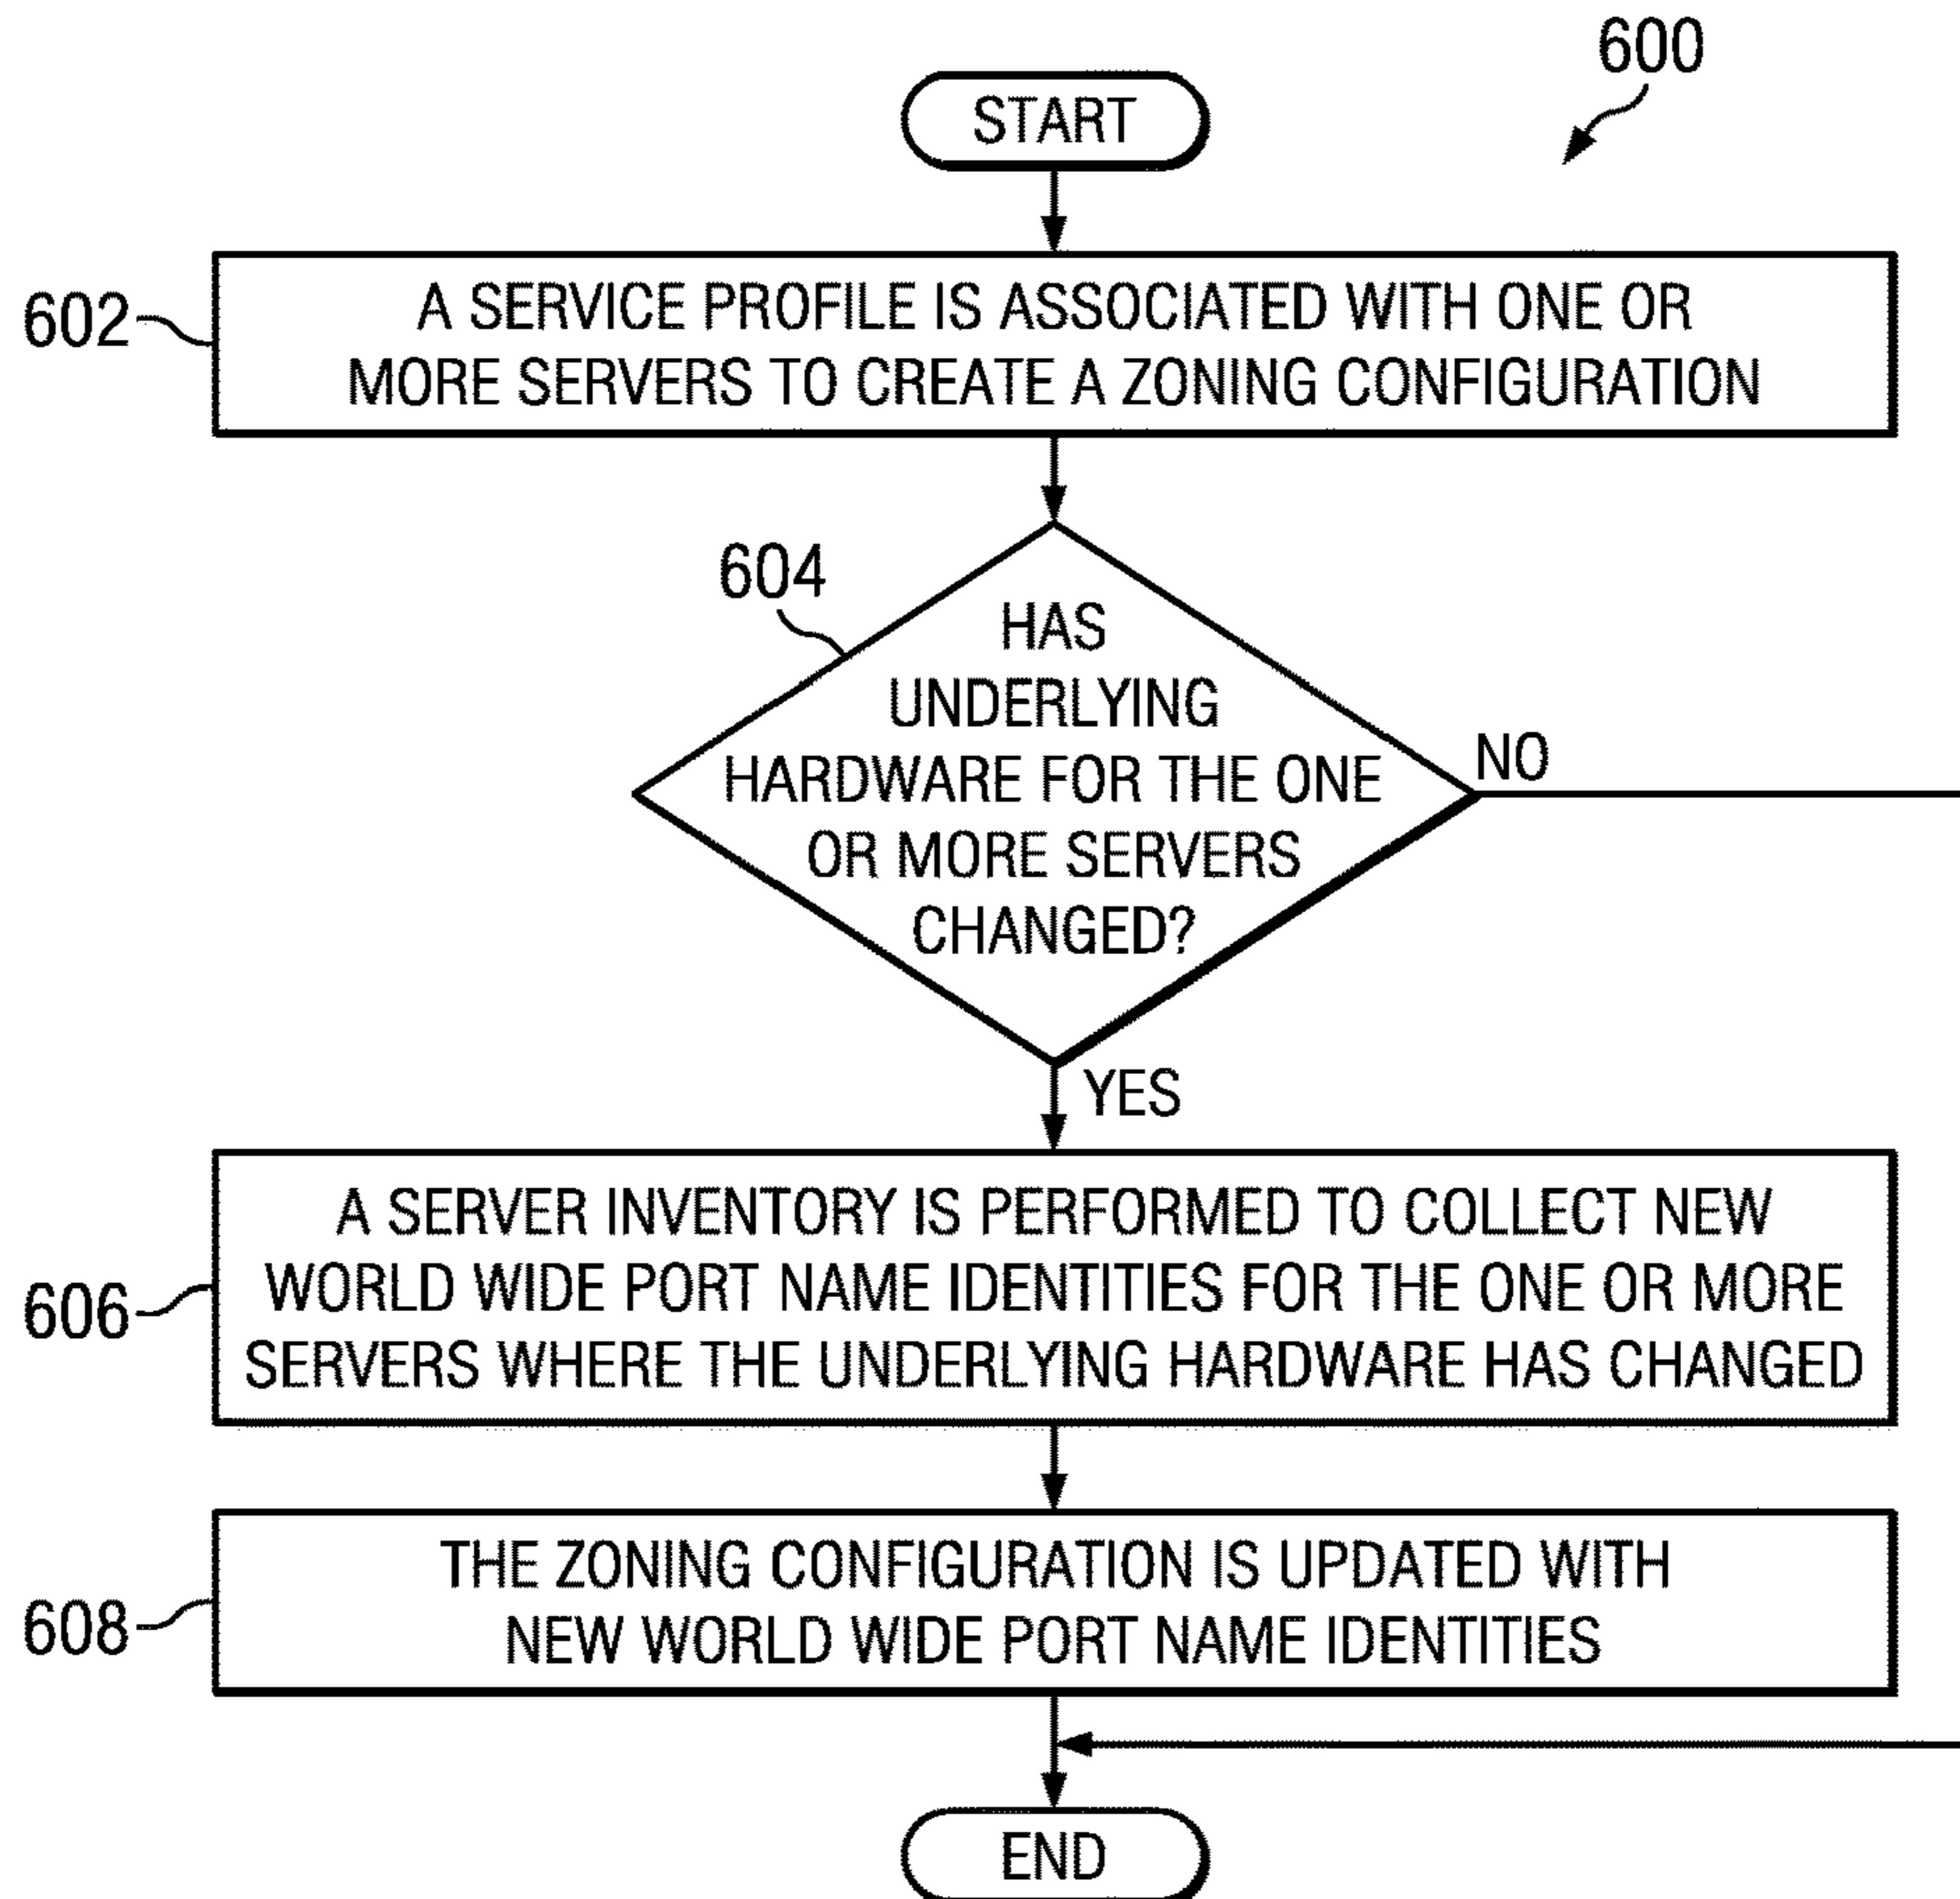 600
START
602
A SERVICE PROFILE IS ASSOCIATED WITH ONE OR
MORE SERVERS TO CREATE A ZONING CONFIGURATION
604
HAS
UNDERLYING
HARDWARE FOR THE ONE
OR MORE SERVERS
CHANGED?
NO
YES
606
A SERVER INVENTORY IS PERFORMED TO COLLECT NEW
WORLD WIDE PORT NAME IDENTITIES FOR THE ONE OR MORE
SERVERS WHERE THE UNDERLYING HARDWARE HAS CHANGED
608
THE ZONING CONFIGURATION IS UPDATED WITH
NEW WORLD WIDE PORT NAME IDENTITIES
END